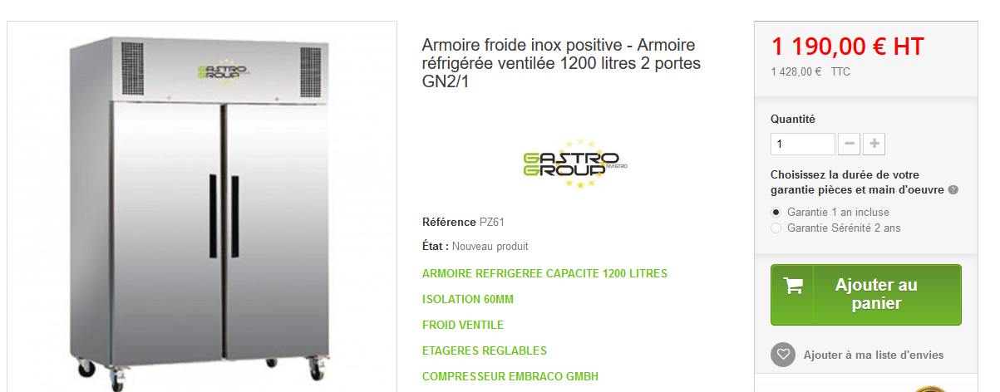 GASTRO
GROUP
Armoire froide inox positive - Armoire
réfrigérée ventilée 1200 litres 2 portes
GN2/1
GASTRO
GROUP MASTRO
Référence PZ61
État : Nouveau produit
ARMOIRE REFRIGEREE CAPACITE 1200 LITRES
ISOLATION 60MM
FROID VENTILE
ETAGERES REGLABLES
COMPRESSEUR EMBRACO GMBH
1 190,00 € HT
1 428,00 € TTC
Quantité
1
Choisissez la durée de votre
garantie pièces et main d'oeuvre ?
Garantie 1 an incluse
Garantie Sérénité 2 ans
Ajouter au
panier
Ajouter à ma liste d'envies